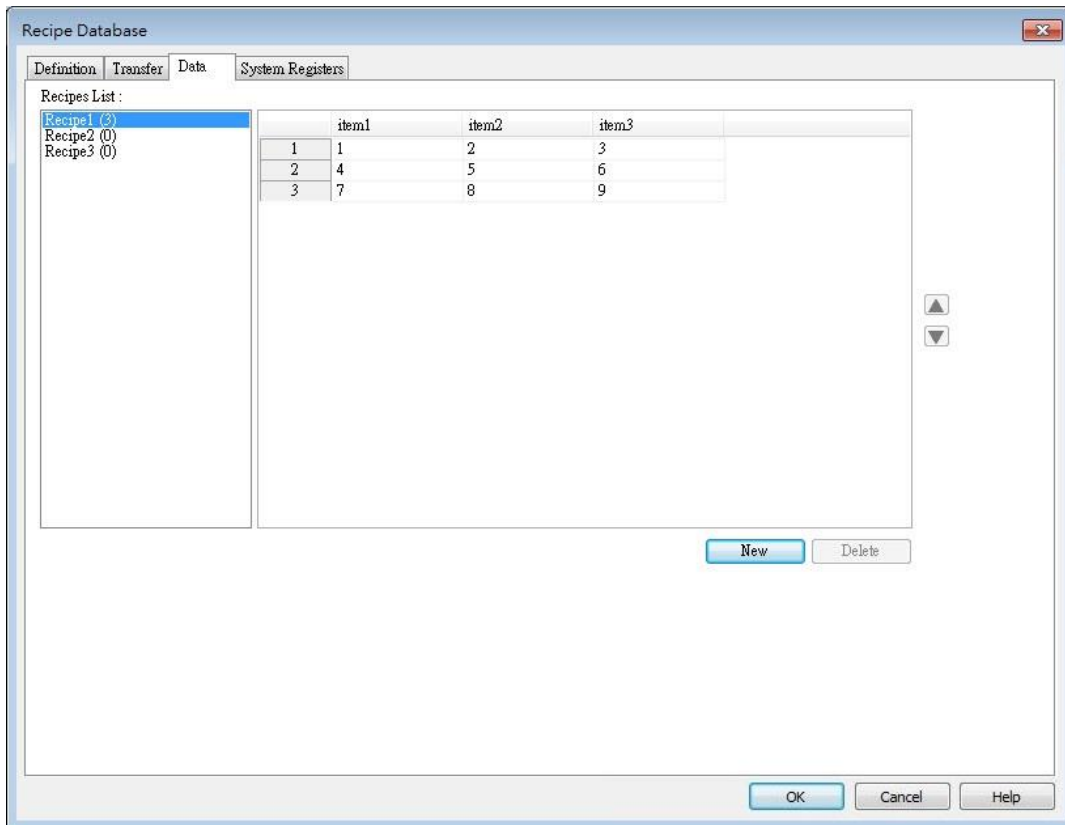 Recipe Database
Definition Transfer Data System Registers
Recipes List :
Recipe1 (3)
Recipe2 (0)
Recipe3 (0)
item1 item2 item3
1 1 2 3
2 4 5 6
3 7 8 9
New Delete
OK Cancel Help